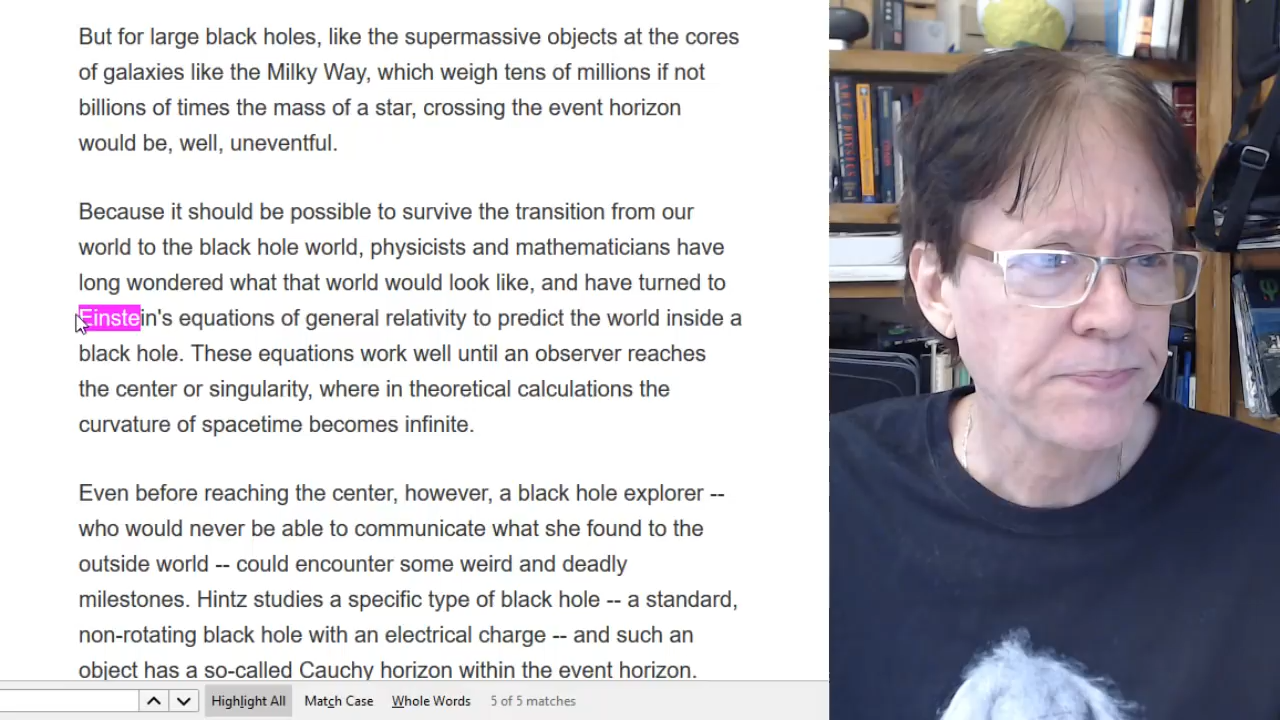 But for large black holes, like the supermassive objects at the cores
of galaxies like the Milky Way, which weigh tens of millions if not
billions of times the mass of a star, crossing the event horizon
would be, well, uneventful.
Because it should be possible to survive the transition from our
world to the black hole world, physicists and mathematicians have
long wondered what that world would look like, and have turned to
Einstein's equations of general relativity to predict the world inside a
black hole. These equations work well until an observer reaches
the center or singularity, where in theoretical calculations the
curvature of spacetime becomes infinite.
Even before reaching the center, however, a black hole explorer --
who would never be able to communicate what she found to the
outside world -- could encounter some weird and deadly
milestones. Hintz studies a specific type of black hole -- a standard,
non-rotating black hole with an electrical charge -- and such an
object has a so-called Cauchy horizon within the event horizon.
Highlight All Match Case Whole Words 5 of 5 matches
ART & PHYSICS